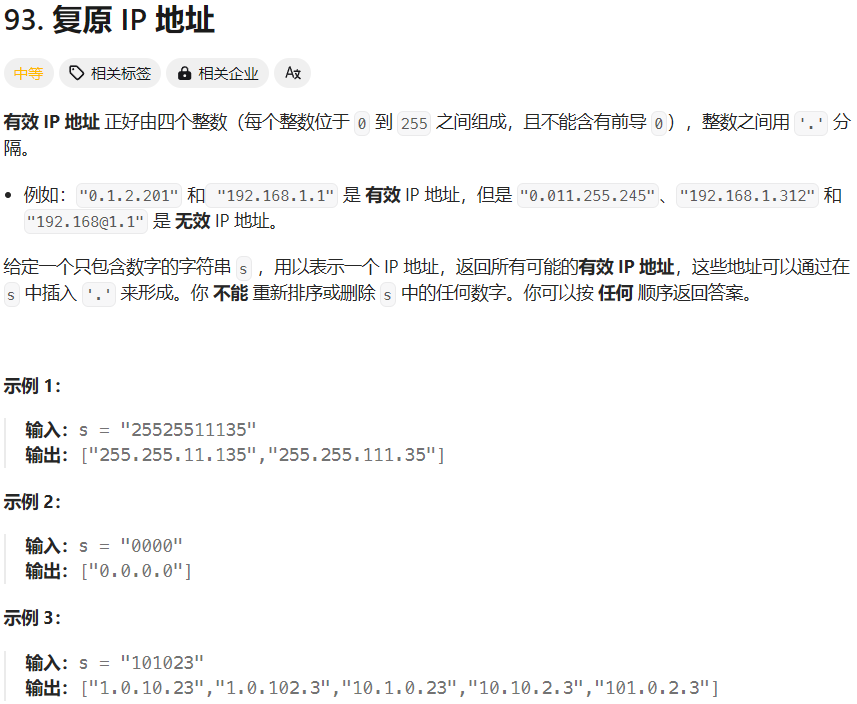 93. 复原 IP 地址
中等 相关标签 相关企业 Aあ
有效 IP 地址 正好由四个整数（每个整数位于 0 到 255 之间组成，且不能含有前导 0），整数之间用 '.' 分
隔。
• 例如："0.1.2.201" 和 "192.168.1.1" 是 有效 IP 地址，但是 "0.011.255.245"、"192.168.1.312" 和
"192.168@1.1" 是 无效 IP 地址。
给定一个只包含数字的字符串 s ，用以表示一个 IP 地址，返回所有可能的有效 IP 地址，这些地址可以通过在
s 中插入 '.' 来形成。你 不能 重新排序或删除 s 中的任何数字。你可以按 任何 顺序返回答案。
示例 1：
输入：s = "25525511135"
输出：["255.255.11.135","255.255.111.35"]
示例 2：
输入：s = "0000"
输出：["0.0.0.0"]
示例 3：
输入：s = "101023"
输出：["1.0.10.23","1.0.102.3","10.1.0.23","10.10.2.3","101.0.2.3"]